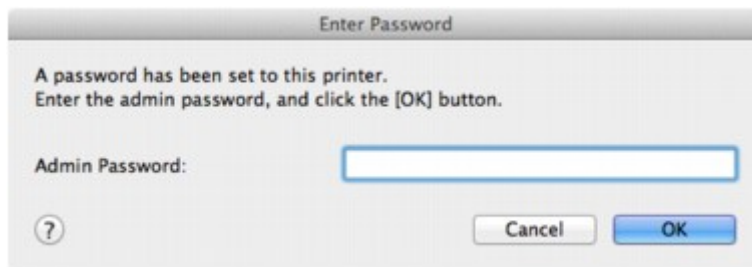 Enter Password
A password has been set to this printer.
Enter the admin password, and click the [OK] button.
Admin Password:
? Cancel OK